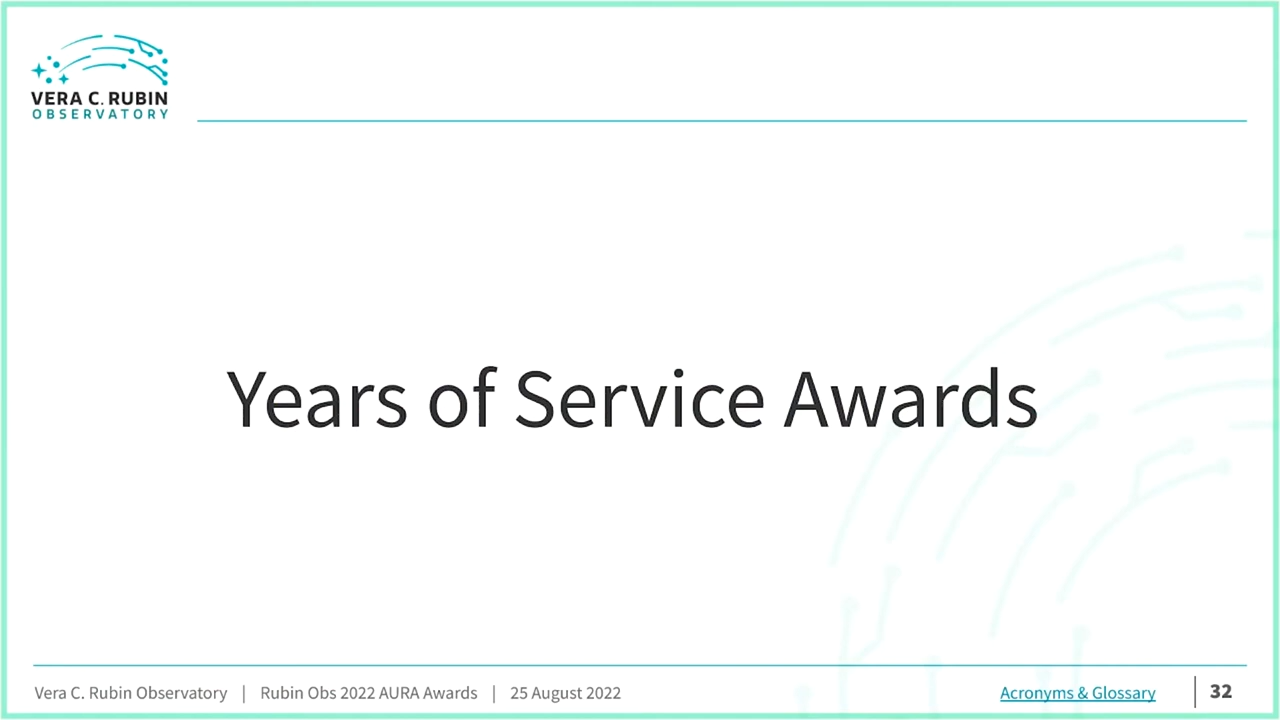 VERA C. RUBIN
OBSERVATORY
Years of Service Awards
Vera C. Rubin Observatory | Rubin Obs 2022 AURA Awards | 25 August 2022
Acronyms & Glossary | 32